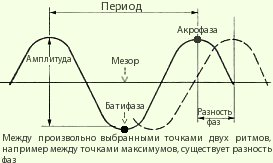 Период
Акрофаза
Амплитуда
Мезор
Батифаза
Разность
фаз
Между произвольно выбранными точками двух ритмов,
например между точками максимумов, существует разность
фаз